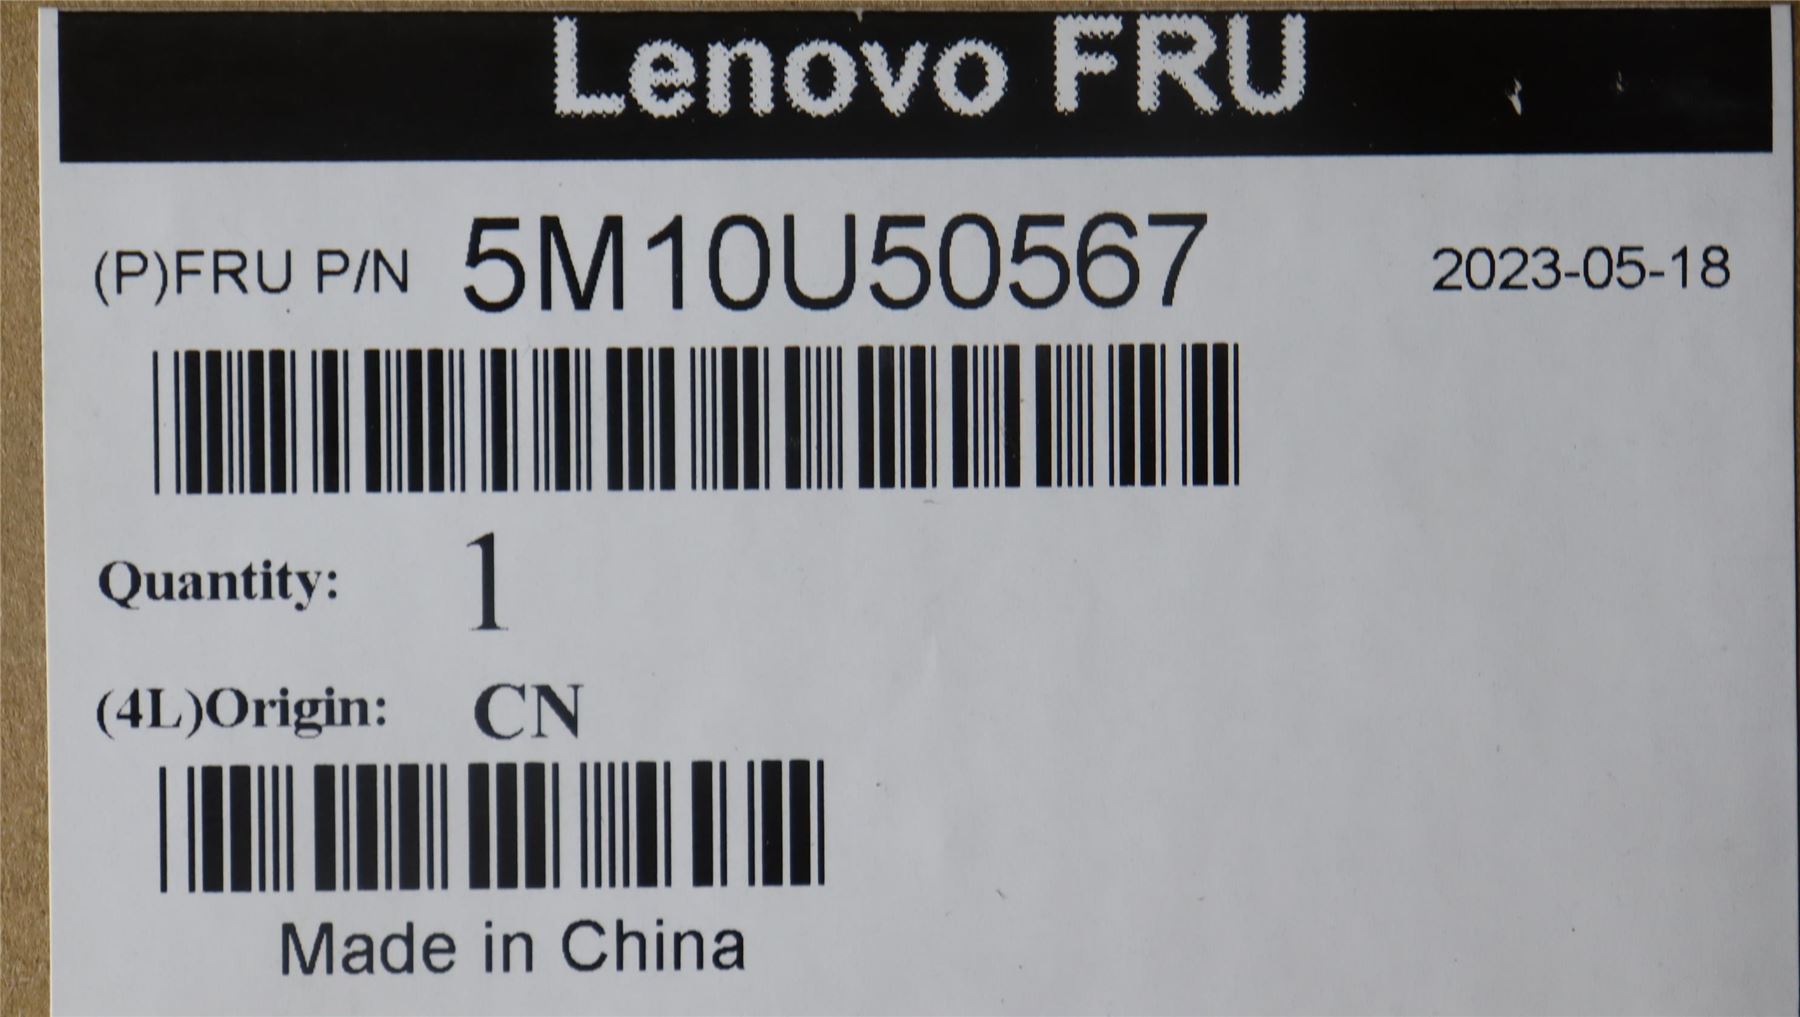 Lenovo FRU
(P)FRU P/N 5M10U50567 2023-05-18
Quantity: 1
(4L)Origin: CN
Made in China